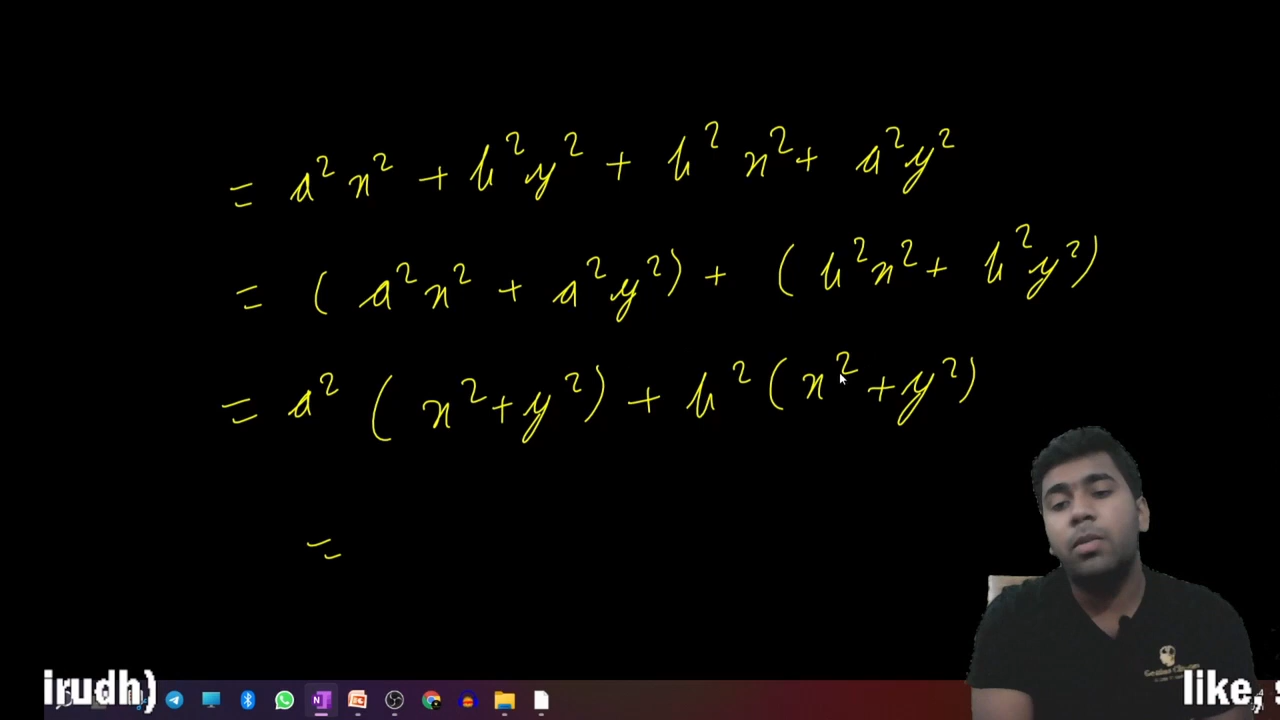 = a²x² + b²y² + b²x² + a²y²
= (a²x² + a²y²) + (b²x² + b²y²)
= a²(x² + y²) + b²(x² + y²)
=
irudh) like, s